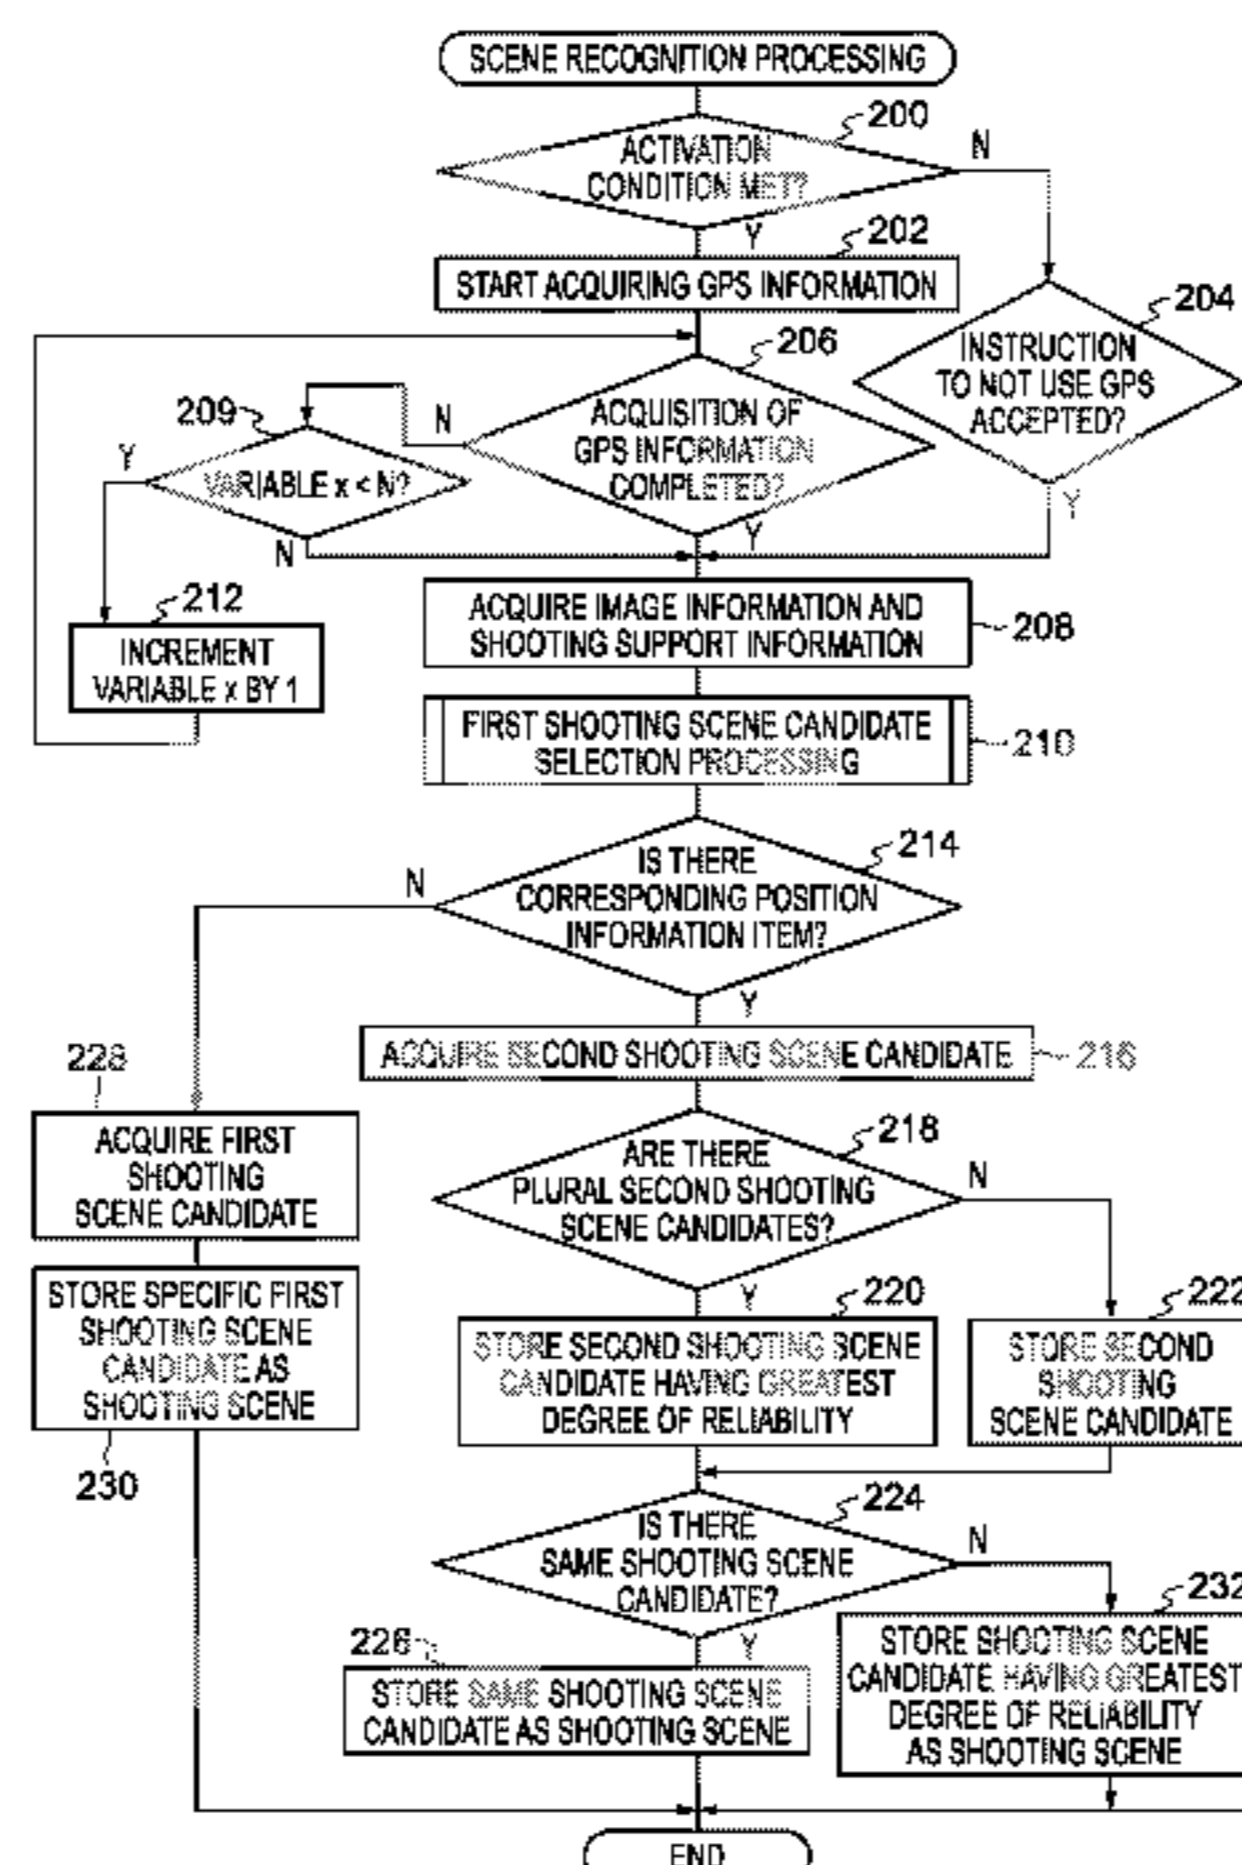 SCENE RECOGNITION PROCESSING
200
ACTIVATION
CONDITION MET?
N
Y
202
START ACQUIRING GPS INFORMATION
204
INSTRUCTION
TO NOT USE GPS
ACCEPTED?
Y
206
ACQUISITION OF
GPS INFORMATION
COMPLETED?
N
Y
209
VARIABLE x < N?
Y
N
212
INCREMENT
VARIABLE x BY 1
ACQUIRE IMAGE INFORMATION AND
SHOOTING SUPPORT INFORMATION
208
FIRST SHOOTING SCENE CANDIDATE
SELECTION PROCESSING
210
214
IS THERE
CORRESPONDING POSITION
INFORMATION ITEM?
N
Y
ACQUIRE SECOND SHOOTING SCENE CANDIDATE
216
228
ACQUIRE FIRST
SHOOTING
SCENE CANDIDATE
STORE SPECIFIC FIRST
SHOOTING SCENE
CANDIDATE AS
SHOOTING SCENE
230
218
ARE THERE
PLURAL SECOND SHOOTING
SCENE CANDIDATES?
N
Y
220
STORE SECOND SHOOTING SCENE
CANDIDATE HAVING GREATEST
DEGREE OF RELIABILITY
222
STORE SECOND
SHOOTING
SCENE CANDIDATE
224
IS THERE
SAME SHOOTING SCENE
CANDIDATE?
N
Y
226
STORE SAME SHOOTING SCENE
CANDIDATE AS SHOOTING SCENE
232
STORE SHOOTING SCENE
CANDIDATE HAVING GREATEST
DEGREE OF RELIABILITY
AS SHOOTING SCENE
END